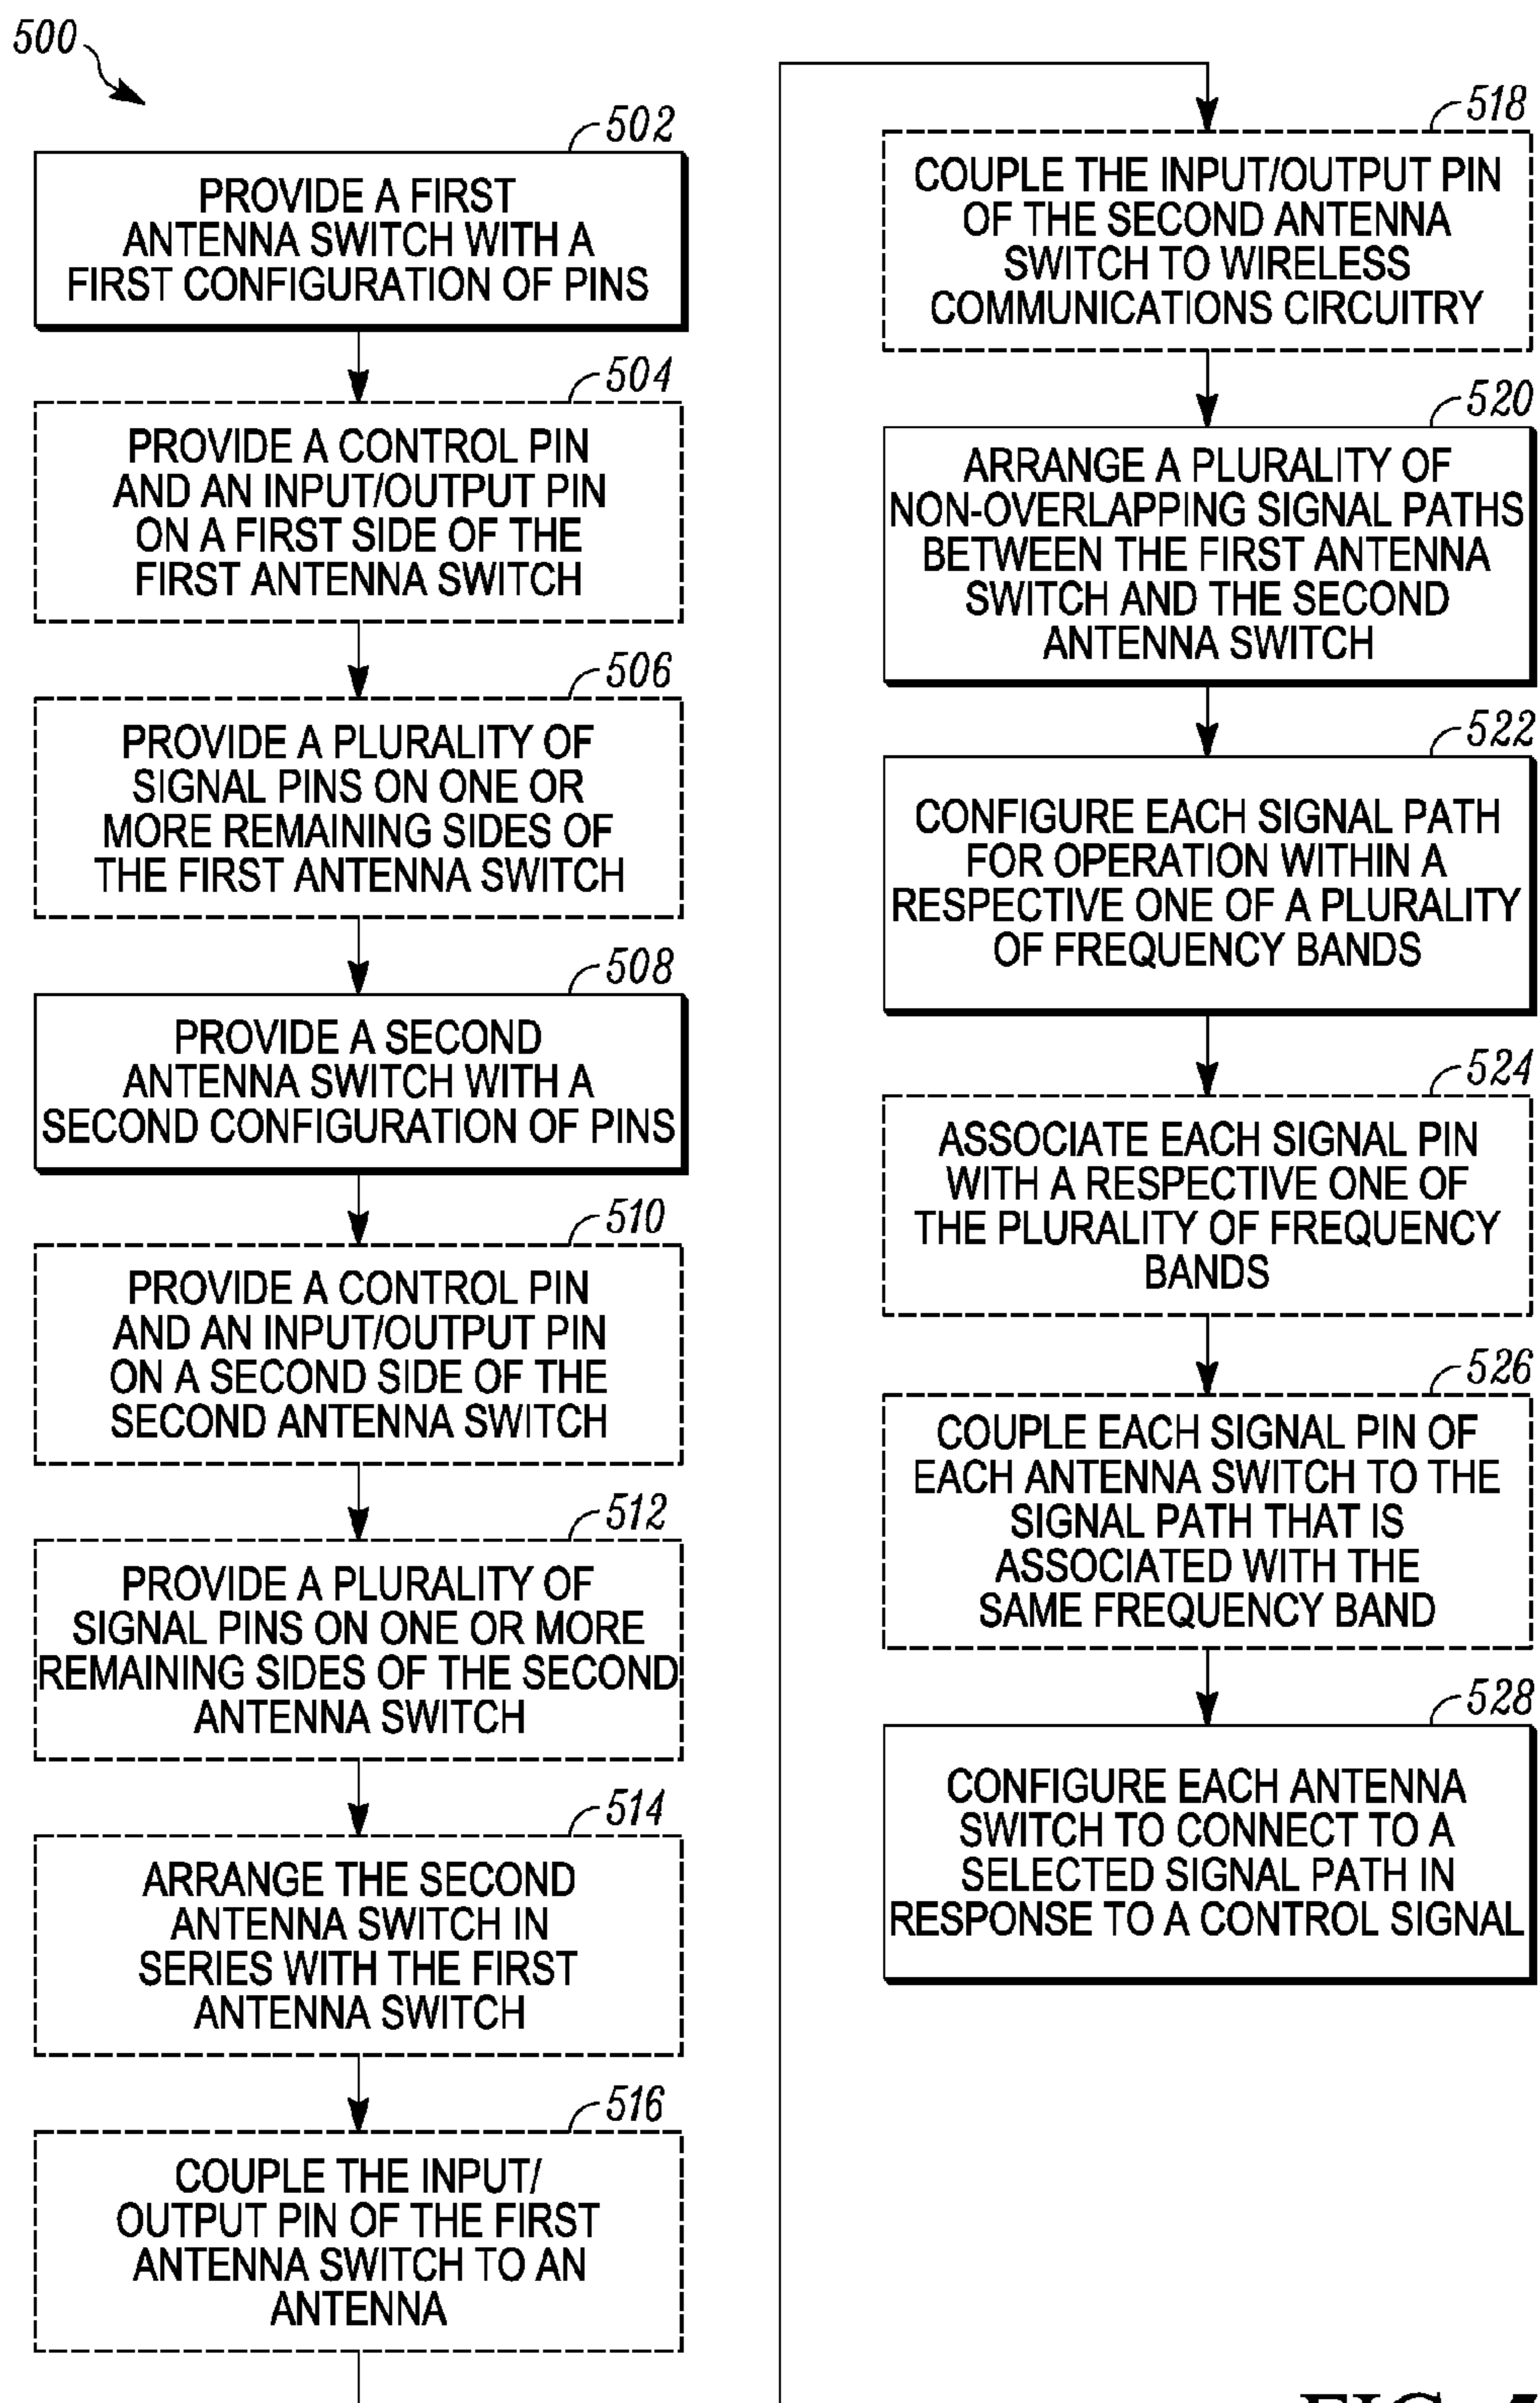 500
502
PROVIDE A FIRST
ANTENNA SWITCH WITH A
FIRST CONFIGURATION OF PINS
504
PROVIDE A CONTROL PIN
AND AN INPUT/OUTPUT PIN
ON A FIRST SIDE OF THE
FIRST ANTENNA SWITCH
506
PROVIDE A PLURALITY OF
SIGNAL PINS ON ONE OR
MORE REMAINING SIDES OF
THE FIRST ANTENNA SWITCH
508
PROVIDE A SECOND
ANTENNA SWITCH WITH A
SECOND CONFIGURATION OF PINS
510
PROVIDE A CONTROL PIN
AND AN INPUT/OUTPUT PIN
ON A SECOND SIDE OF THE
SECOND ANTENNA SWITCH
512
PROVIDE A PLURALITY OF
SIGNAL PINS ON ONE OR MORE
REMAINING SIDES OF THE SECOND
ANTENNA SWITCH
514
ARRANGE THE SECOND
ANTENNA SWITCH IN
SERIES WITH THE FIRST
ANTENNA SWITCH
516
COUPLE THE INPUT/
OUTPUT PIN OF THE FIRST
ANTENNA SWITCH TO AN
ANTENNA
518
COUPLE THE INPUT/OUTPUT PIN
OF THE SECOND ANTENNA
SWITCH TO WIRELESS
COMMUNICATIONS CIRCUITRY
520
ARRANGE A PLURALITY OF
NON-OVERLAPPING SIGNAL PATHS
BETWEEN THE FIRST ANTENNA
SWITCH AND THE SECOND
ANTENNA SWITCH
522
CONFIGURE EACH SIGNAL PATH
FOR OPERATION WITHIN A
RESPECTIVE ONE OF A PLURALITY
OF FREQUENCY BANDS
524
ASSOCIATE EACH SIGNAL PIN
WITH A RESPECTIVE ONE OF
THE PLURALITY OF FREQUENCY
BANDS
526
COUPLE EACH SIGNAL PIN OF
EACH ANTENNA SWITCH TO THE
SIGNAL PATH THAT IS
ASSOCIATED WITH THE
SAME FREQUENCY BAND
528
CONFIGURE EACH ANTENNA
SWITCH TO CONNECT TO A
SELECTED SIGNAL PATH IN
RESPONSE TO A CONTROL SIGNAL